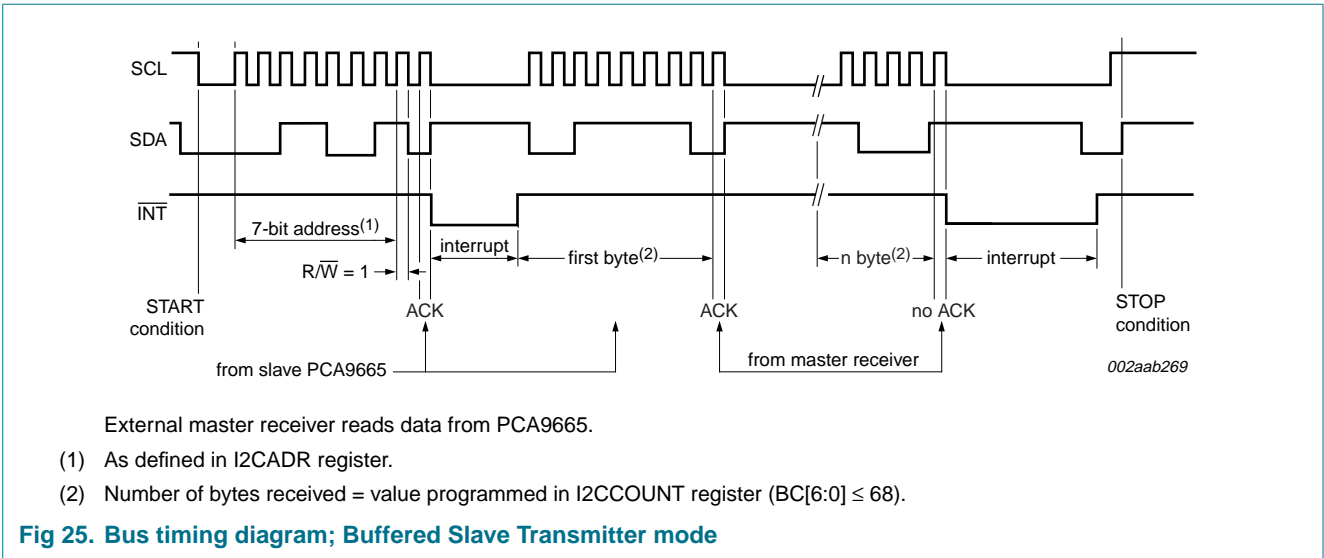 SCL
SDA
INT
7-bit address(1)
interrupt
first byte(2)
n byte(2)
interrupt
R/W = 1
START
condition
ACK
ACK
no ACK
STOP
condition
from slave PCA9665
from master receiver
002aab269
External master receiver reads data from PCA9665.
(1) As defined in I2CADR register.
(2) Number of bytes received = value programmed in I2CCOUNT register (BC[6:0] ≤ 68).
Fig 25. Bus timing diagram; Buffered Slave Transmitter mode